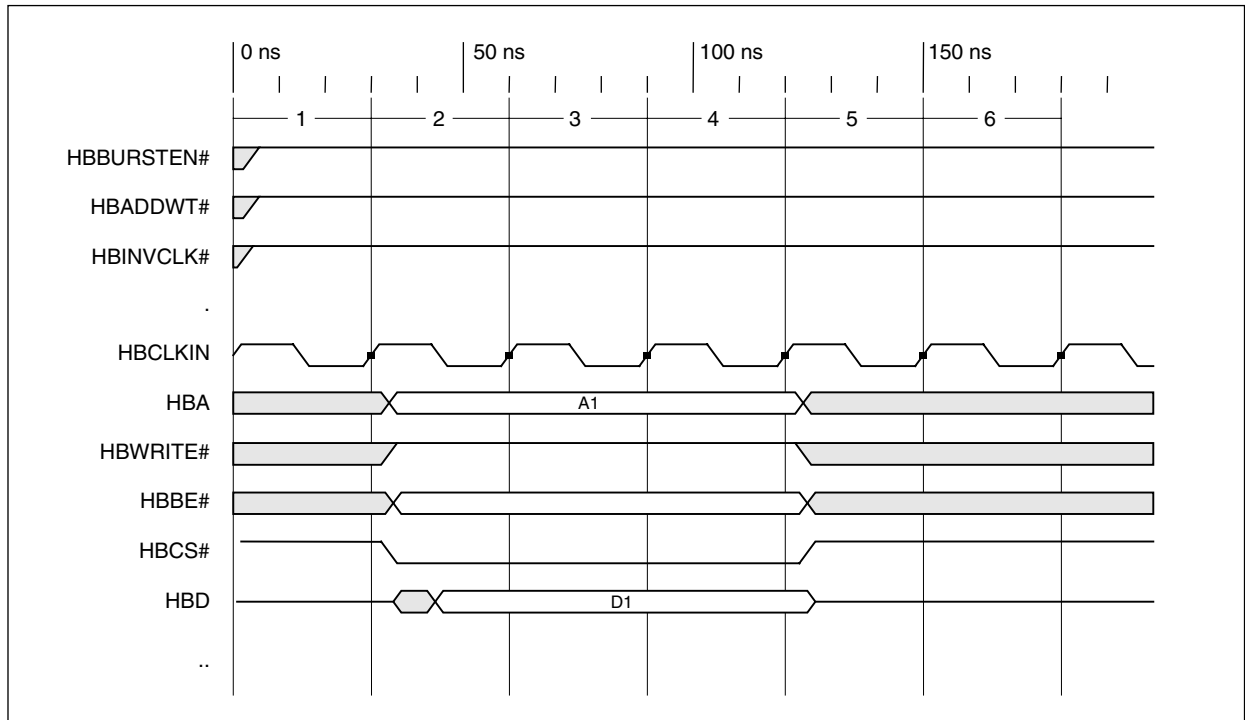 0 ns 50 ns 100 ns 150 ns
1 2 3 4 5 6
HBBURSTEN#
HBADDWT#
HBINVCLK#
.
HBCLKIN
HBA A1
HBWRITE#
HBBE#
HBCS#
HBD D1
..